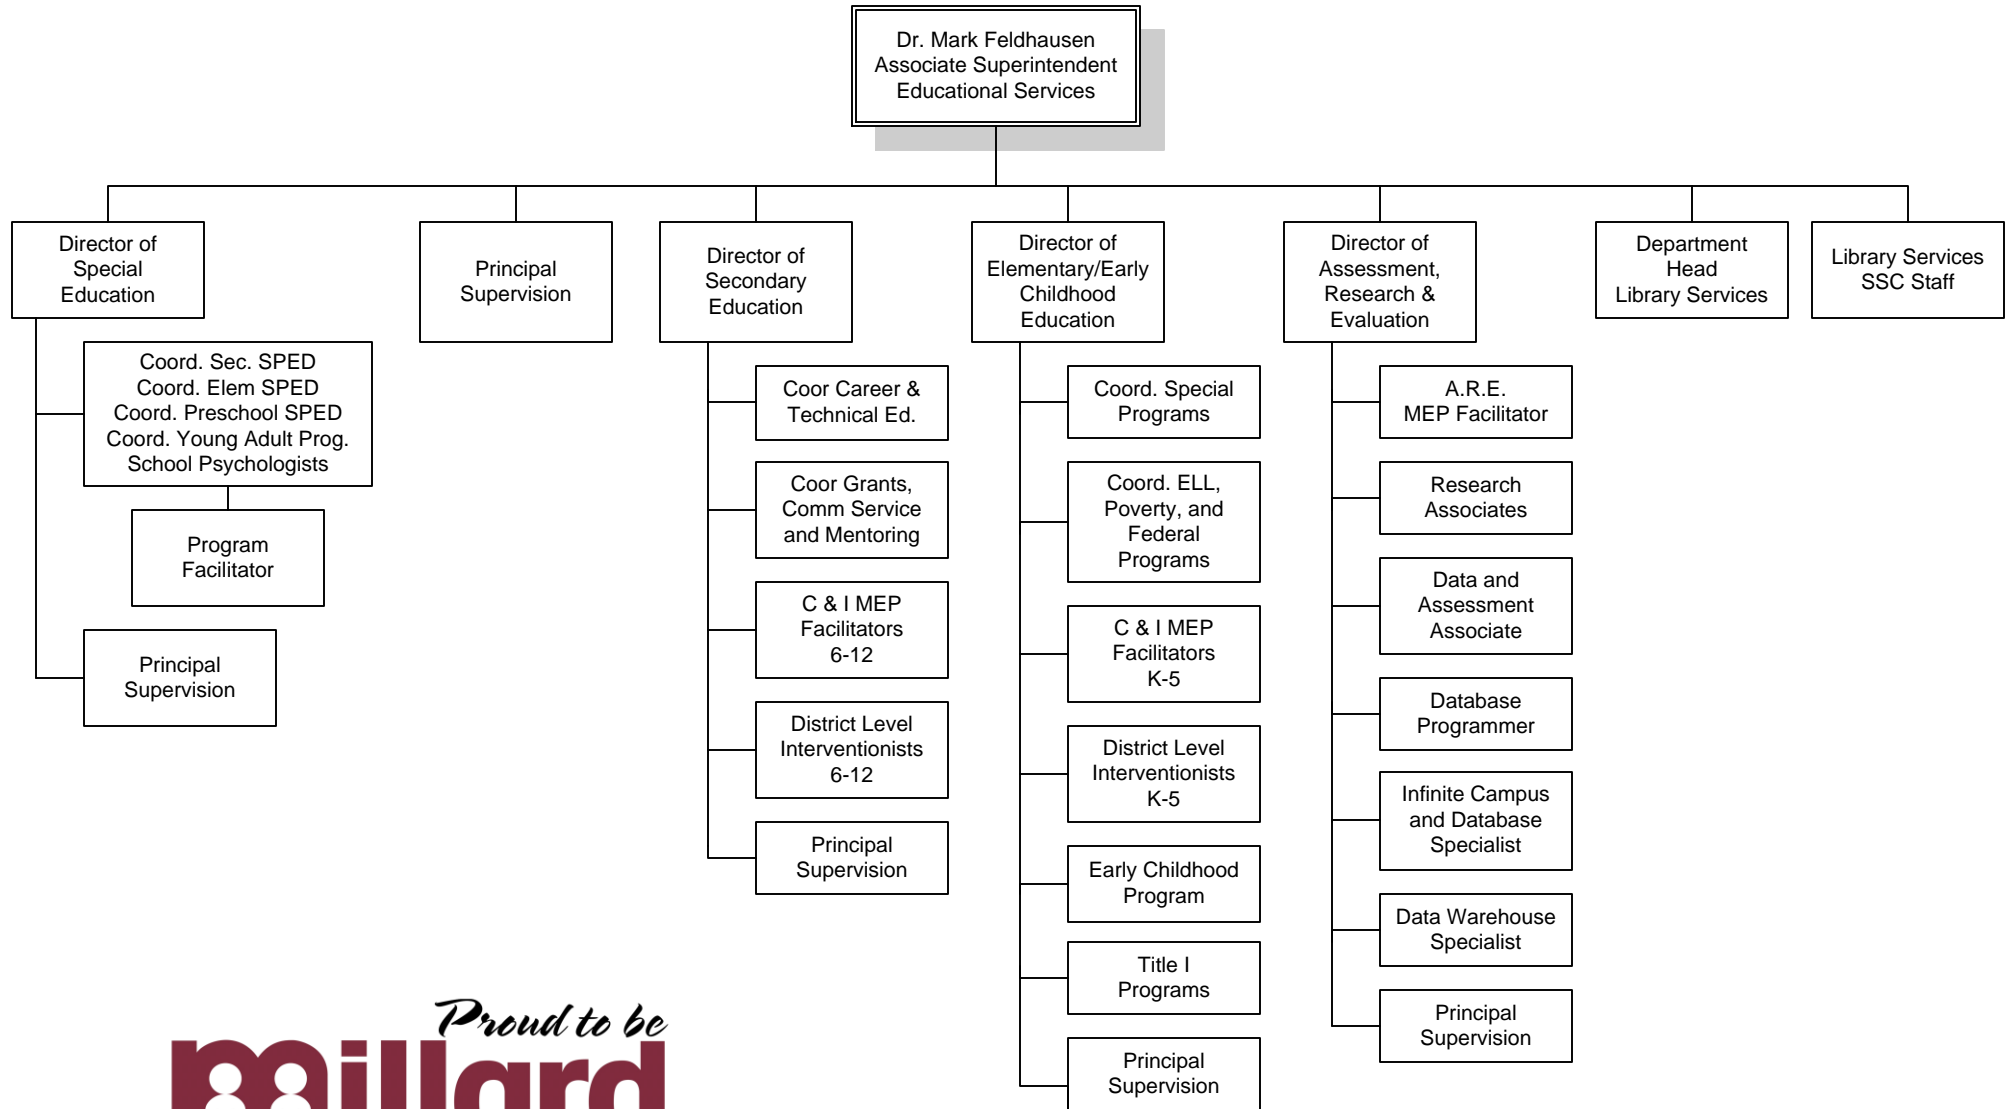 Dr. Mark Feldhausen
Associate Superintendent
Educational Services
Director of
Special
Education
Coord. Sec. SPED
Coord. Elem SPED
Coord. Preschool SPED
Coord. Young Adult Prog.
School Psychologists
Program
Facilitator
Principal
Supervision
Principal
Supervision
Director of
Secondary
Education
Coor Career &
Technical Ed.
Coor Grants,
Comm Service
and Mentoring
C & I MEP
Facilitators
6-12
District Level
Interventionists
6-12
Principal
Supervision
Director of
Elementary/Early
Childhood
Education
Coord. Special
Programs
Coord. ELL,
Poverty, and
Federal
Programs
C & I MEP
Facilitators
K-5
District Level
Interventionists
K-5
Early Childhood
Program
Title I
Programs
Principal
Supervision
Director of
Assessment,
Research &
Evaluation
A.R.E.
MEP Facilitator
Research
Associates
Data and
Assessment
Associate
Database
Programmer
Infinite Campus
and Database
Specialist
Data Warehouse
Specialist
Principal
Supervision
Department
Head
Library Services
Library Services
SSC Staff
Proud to be
millard